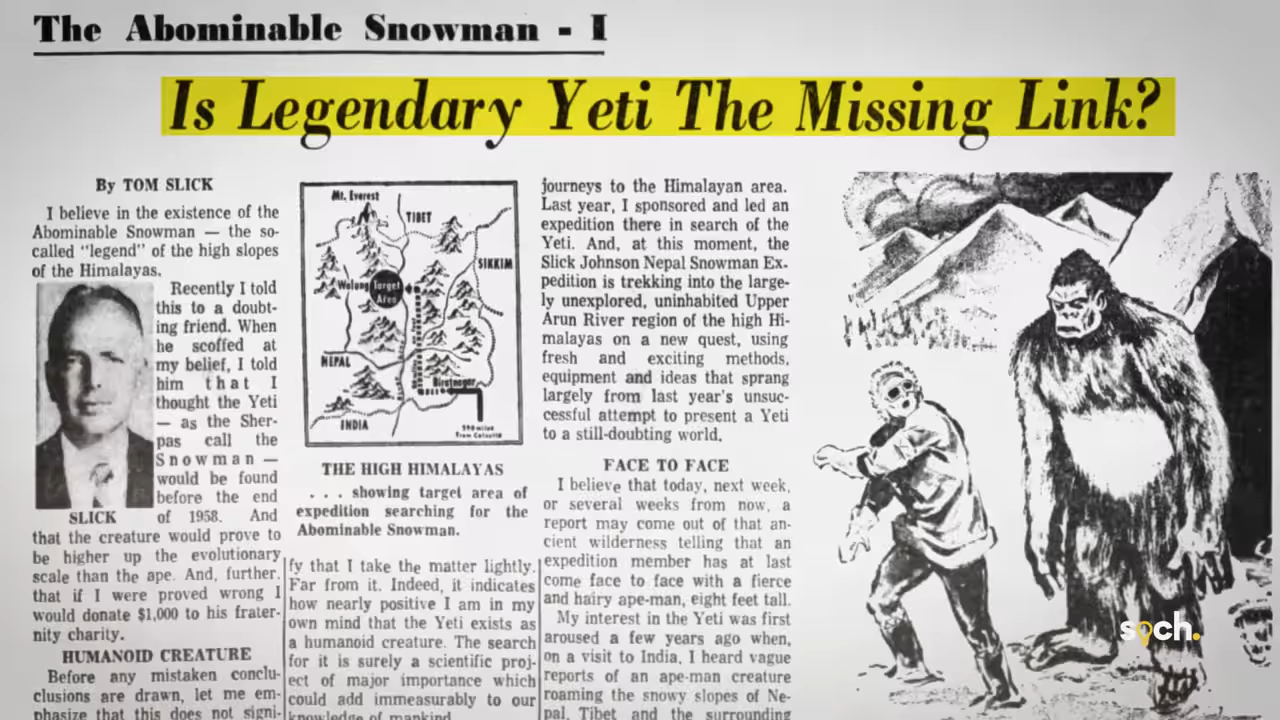 The Abominable Snowman - I
Is Legendary Yeti The Missing Link?
By TOM SLICK
I believe in the existence of the
Abominable Snowman — the so-
called "legend" of the high slopes
of the Himalayas.
Recently I told
this to a doubt-
ing friend. When
he scoffed at
my belief, I told
him that I
thought the Yeti
— as the Sher-
pas call the
Snowman —
would be found
before the end
of 1958. And
SLICK
that the creature would prove to
be higher up the evolutionary
scale than the ape. And, further,
that if I were proved wrong I
would donate $1,000 to his frater-
nity charity.
HUMANOID CREATURE
Before any mistaken conclu-
clusions are drawn, let me em-
phasize that this does not signi-
Mt. Everest
TIBET
SIKKIM
Target
Area
NEPAL
INDIA
THE HIGH HIMALAYAS
. . . showing target area of
expedition searching for the
Abominable Snowman.
fy that I take the matter lightly.
Far from it. Indeed, it indicates
how nearly positive I am in my
own mind that the Yeti exists as
a humanoid creature. The search
for it is surely a scientific proj-
ect of major importance which
could add immeasurably to our
knowledge of mankind.
journeys to the Himalayan area.
Last year, I sponsored and led an
expedition there in search of the
Yeti. And, at this moment, the
Slick Johnson Nepal Snowman Ex-
pedition is trekking into the large-
ly unexplored, uninhabited Upper
Arun River region of the high Hi-
malayas on a new quest, using
fresh and exciting methods,
equipment and ideas that sprang
largely from last year's unsuc-
cessful attempt to present a Yeti
to a still-doubting world.
FACE TO FACE
I believe that today, next week,
or several weeks from now, a
report may come out of that an-
cient wilderness telling that an
expedition member has at last
come face to face with a fierce
and hairy ape-man, eight feet tall.
My interest in the Yeti was first
aroused a few years ago when,
on a visit to India, I heard vague
reports of an ape-man creature
roaming the snowy slopes of Ne-
pal, Tibet and the surrounding
soch.